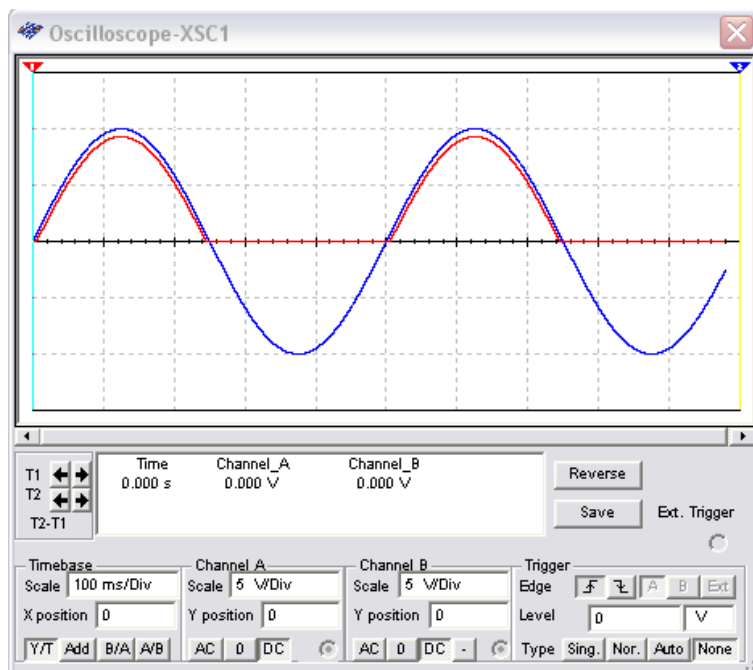 Oscilloscope-XSC1
1 2
Time Channel_A Channel_B
T1 0.000 s 0.000 V 0.000 V
T2
T2-T1
Reverse
Save Ext. Trigger
Timebase Channel A Channel B Trigger
Scale 100 ms/Div Scale 5 V/Div Scale 5 V/Div Edge A B Ext
X position 0 Y position 0 Y position 0 Level 0 V
Y/T Add B/A A/B AC 0 DC AC 0 DC - Type Sing. Nor. Auto None